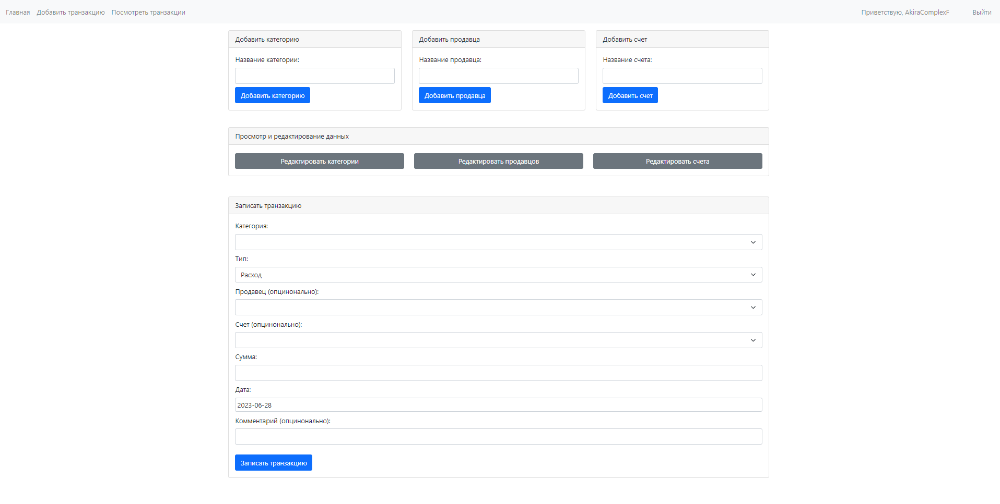 Главная Добавить транзакцию Посмотреть транзакции Приветствую, AkiraComplexF Выйти
Добавить категорию
Название категории:
Добавить категорию
Добавить продавца
Название продавца:
Добавить продавца
Добавить счет
Название счета:
Добавить счет
Просмотр и редактирование данных
Редактировать категории
Редактировать продавцов
Редактировать счета
Записать транзакцию
Категория:
Тип:
Расход
Продавец (опцинонально):
Счет (опцинонально):
Сумма:
Дата:
2023-06-28
Комментарий (опцинонально):
Записать транзакцию